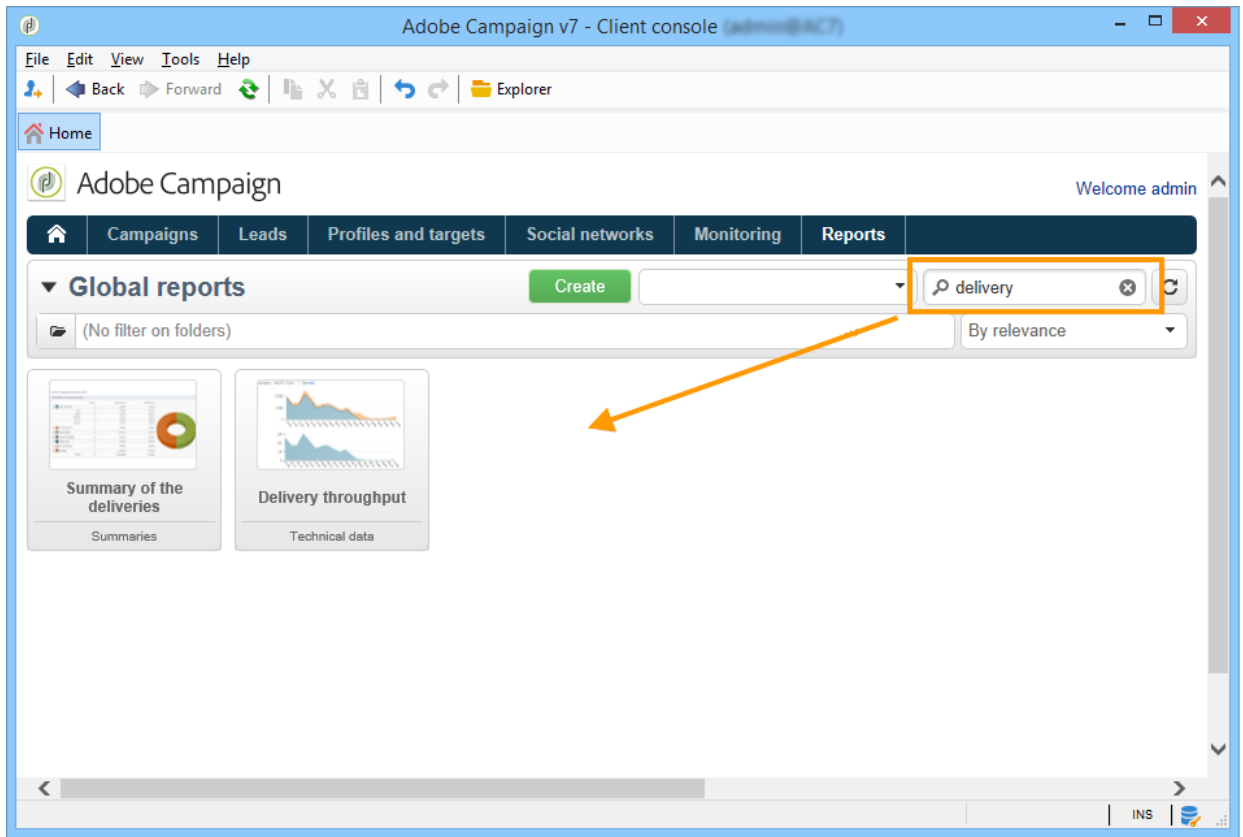 Adobe Campaign v7 - Client console
File Edit View Tools Help
Back Forward Explorer
Home
Adobe Campaign
Welcome admin
Campaigns Leads Profiles and targets Social networks Monitoring Reports
Global reports Create delivery
(No filter on folders) By relevance
Summary of the
deliveries
Summaries
Delivery throughput
Technical data
INS